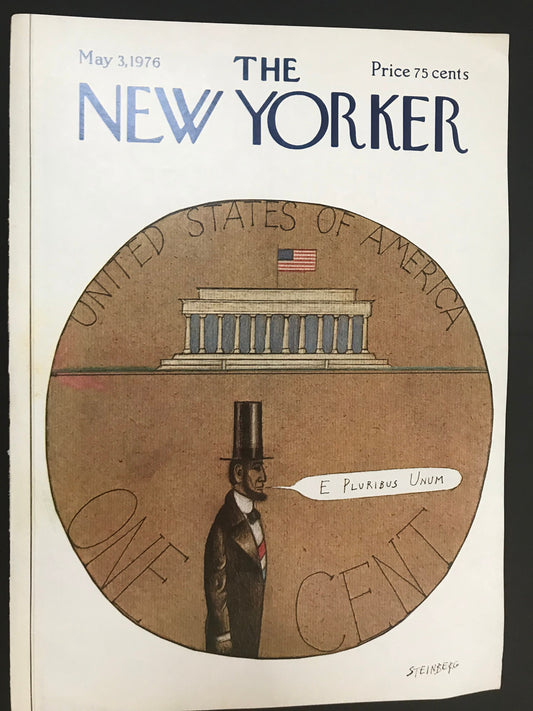 May 3, 1976
THE
Price 75 cents
NEW YORKER
UNITED STATES OF AMERICA
E PLURIBUS UNUM
ONE CENT
STEINBERG